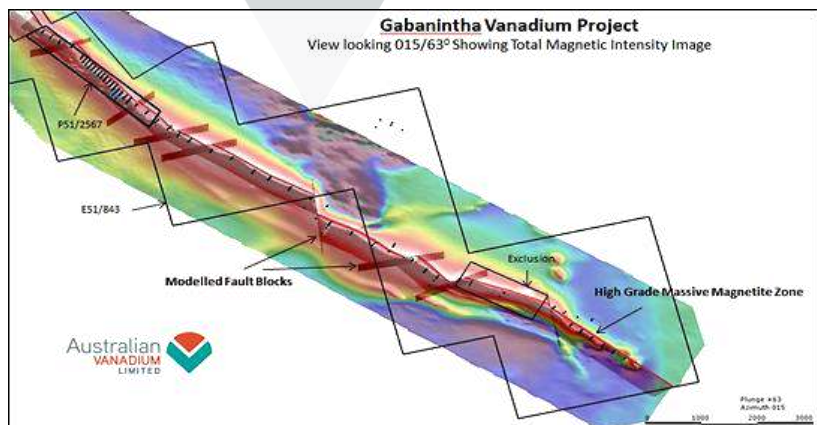 Gabanintha Vanadium Project
View looking 015/63° Showing Total Magnetic Intensity Image
P51/2567
E51/843
Modelled Fault Blocks
Exclusion
High Grade Massive Magnetite Zone
Australian
VANADIUM
LIMITED
Plunge +63
Azimuth 015
0 1000 2000 3000